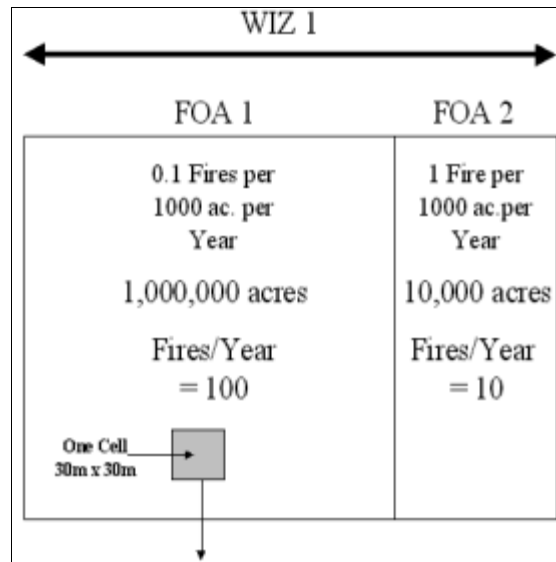 WIZ 1
FOA 1
0.1 Fires per
1000 ac. per
Year
1,000,000 acres
Fires/Year
= 100
One Cell
30m x 30m
FOA 2
1 Fire per
1000 ac.per
Year
10,000 acres
Fires/Year
= 10